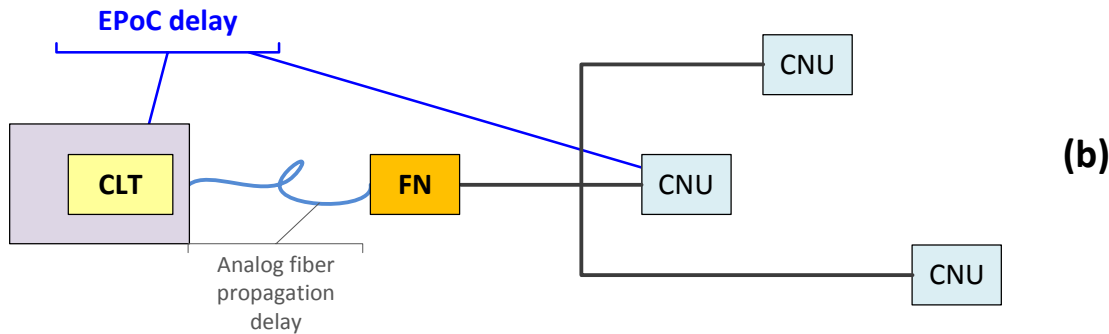 EPoC delay
CNU
(b)
CLT
FN
CNU
CNU
Analog fiber
propagation
delay